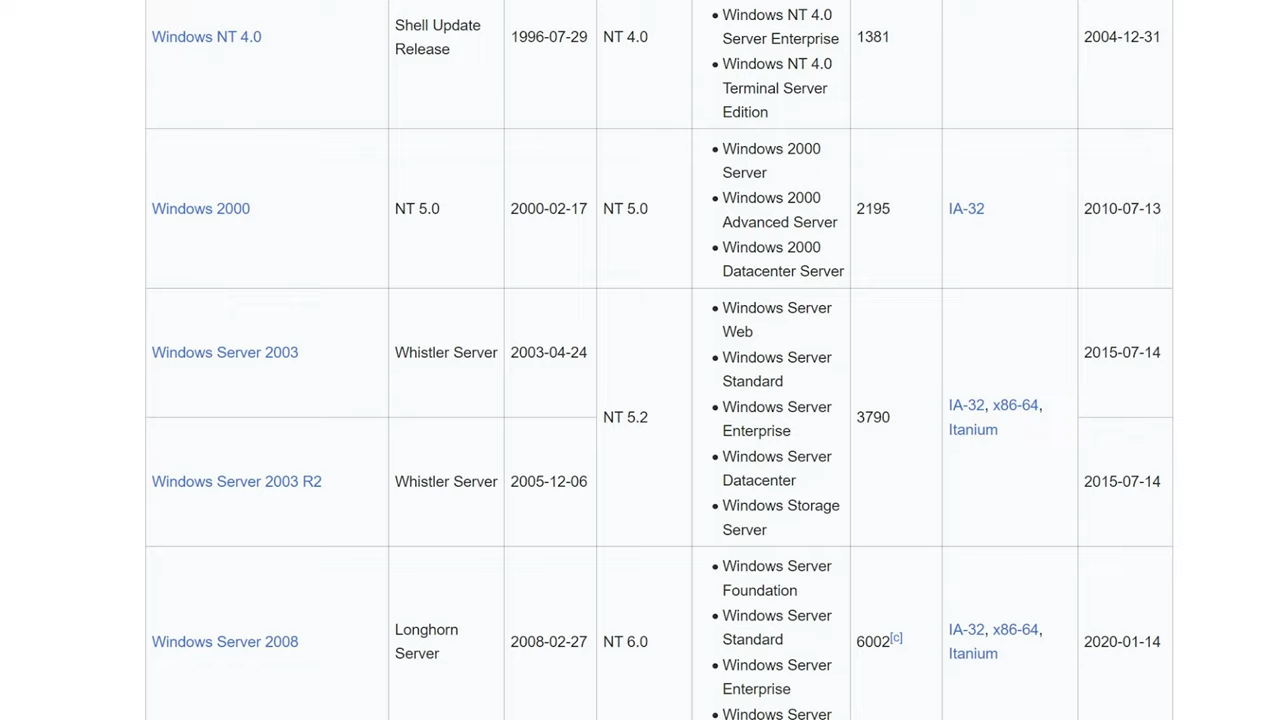 Windows NT 4.0
Shell Update
Release
1996-07-29
NT 4.0
• Windows NT 4.0
Server Enterprise
• Windows NT 4.0
Terminal Server
Edition
1381
2004-12-31
Windows 2000
NT 5.0
2000-02-17
NT 5.0
• Windows 2000
Server
• Windows 2000
Advanced Server
• Windows 2000
Datacenter Server
2195
IA-32
2010-07-13
Windows Server 2003
Whistler Server
2003-04-24
NT 5.2
• Windows Server
Web
• Windows Server
Standard
• Windows Server
Enterprise
• Windows Server
Datacenter
• Windows Storage
Server
3790
IA-32, x86-64,
Itanium
2015-07-14
Windows Server 2003 R2
Whistler Server
2005-12-06
2015-07-14
Windows Server 2008
Longhorn
Server
2008-02-27
NT 6.0
• Windows Server
Foundation
• Windows Server
Standard
• Windows Server
Enterprise
• Windows Server
6002[c]
IA-32, x86-64,
Itanium
2020-01-14